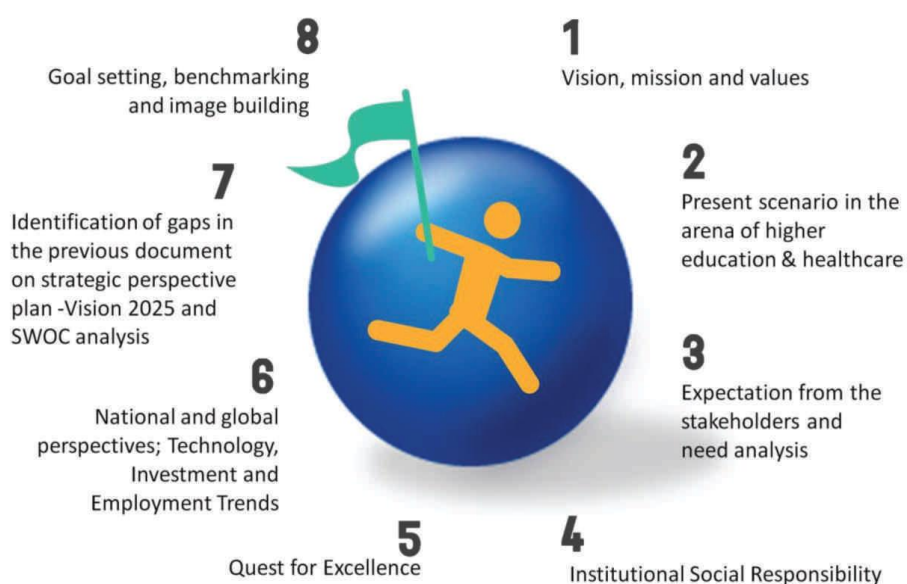 1
Vision, mission and values
2
Present scenario in the
arena of higher
education & healthcare
3
Expectation from the
stakeholders and
need analysis
4
Institutional Social Responsibility
5
Quest for Excellence
6
National and global
perspectives; Technology,
Investment and
Employment Trends
7
Identification of gaps in
the previous document
on strategic perspective
plan -Vision 2025 and
SWOC analysis
8
Goal setting, benchmarking
and image building